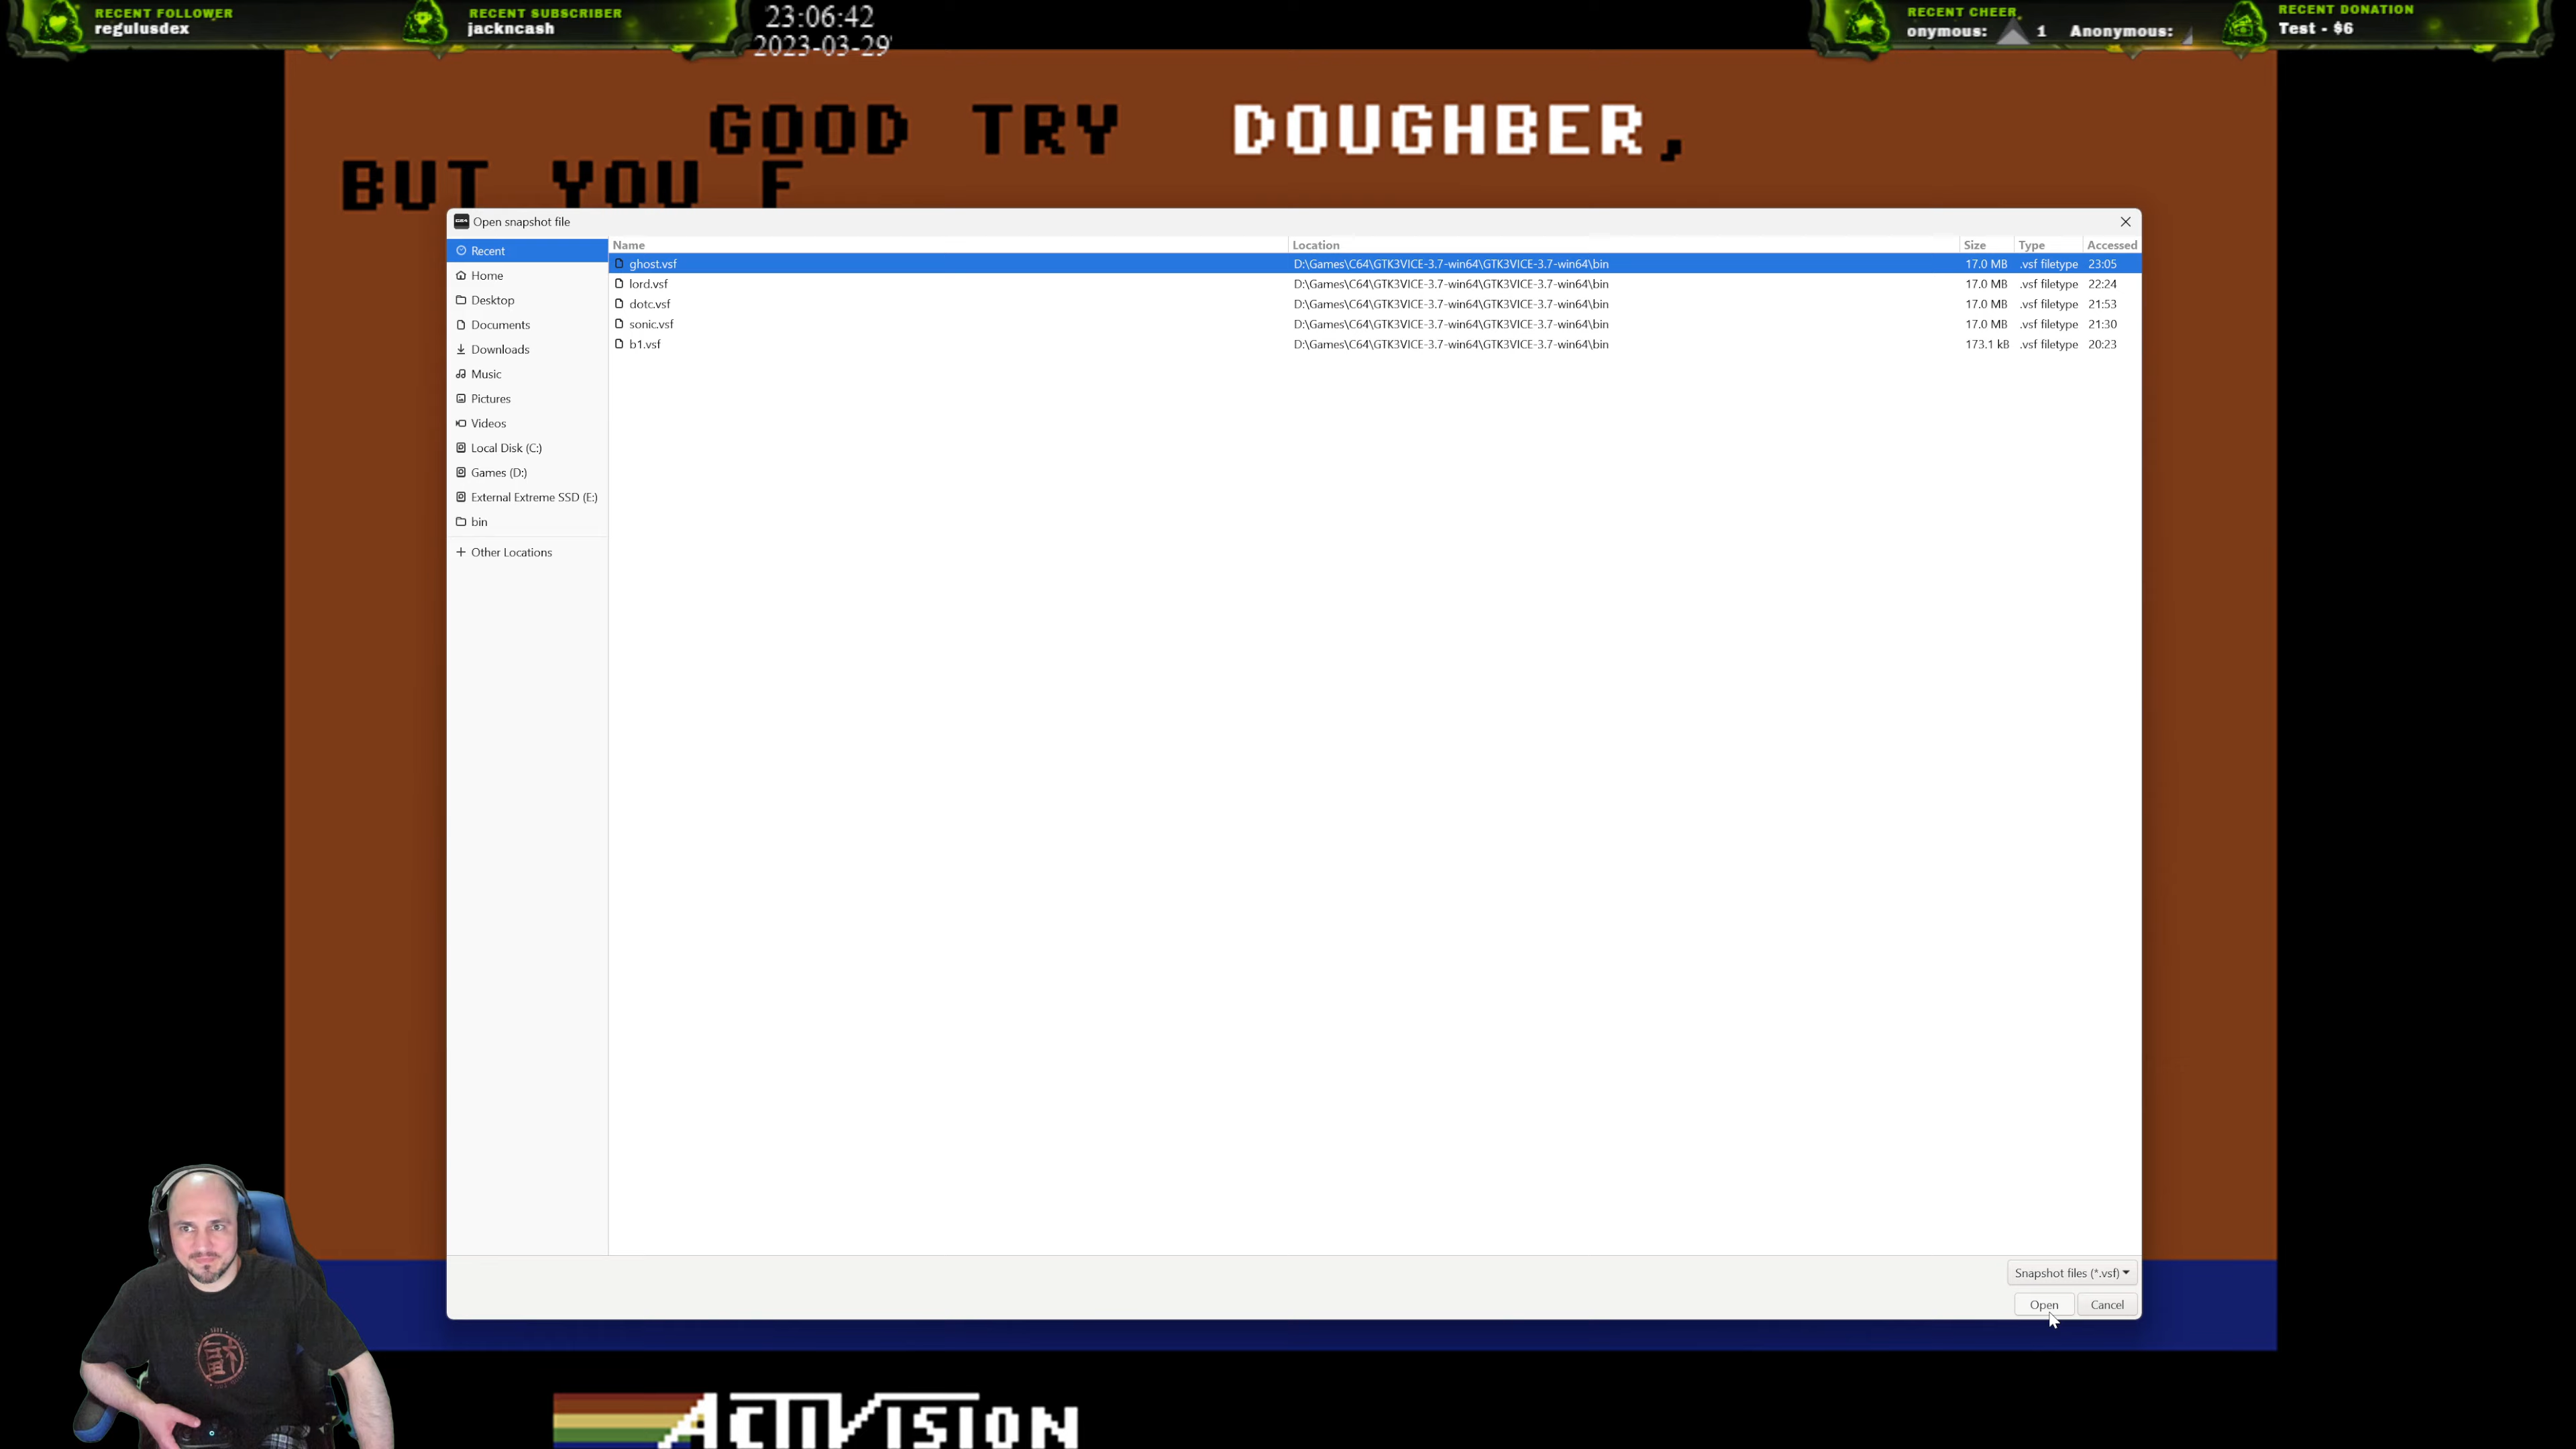 RECENT FOLLOWER
regulusdex
RECENT SUBSCRIBER
jackncash
23:06:42
2023-03-29
RECENT CHEER
onymous: 1 Anonymous:
RECENT DONATION
Test - $6
GOOD TRY DOUGHBER,
BUT YOU F
Open snapshot file
Recent
Home
Desktop
Documents
Downloads
Music
Pictures
Videos
Local Disk (C:)
Games (D:)
External Extreme SSD (E:)
bin
Other Locations
Name Location Size Type Accessed
ghost.vsf D:\Games\C64\GTK3VICE-3.7-win64\GTK3VICE-3.7-win64\bin 17.0 MB .vsf filetype 23:05
lord.vsf D:\Games\C64\GTK3VICE-3.7-win64\GTK3VICE-3.7-win64\bin 17.0 MB .vsf filetype 22:24
dotc.vsf D:\Games\C64\GTK3VICE-3.7-win64\GTK3VICE-3.7-win64\bin 17.0 MB .vsf filetype 21:53
sonic.vsf D:\Games\C64\GTK3VICE-3.7-win64\GTK3VICE-3.7-win64\bin 17.0 MB .vsf filetype 21:30
b1.vsf D:\Games\C64\GTK3VICE-3.7-win64\GTK3VICE-3.7-win64\bin 173.1 kB .vsf filetype 20:23
Snapshot files (*.vsf)
Open Cancel
ACTIVISION